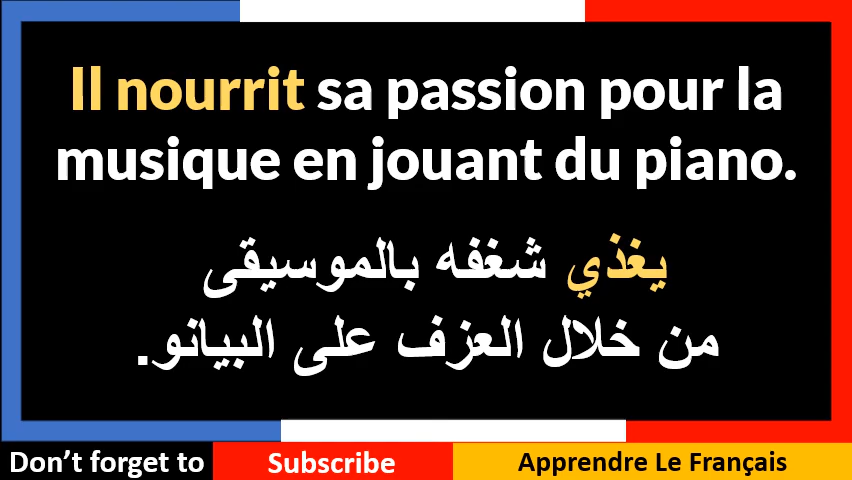 Il nourrit sa passion pour la
musique en jouant du piano.
يغذي شغفه بالموسيقى
من خلال العزف على البيانو.
Don’t forget to Subscribe Apprendre Le Français